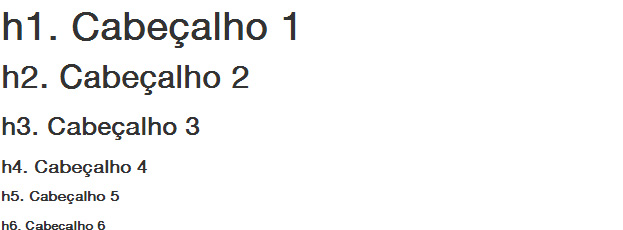 h1. Cabeçalho 1
h2. Cabeçalho 2
h3. Cabeçalho 3
h4. Cabeçalho 4
h5. Cabeçalho 5
h6. Cabeçalho 6